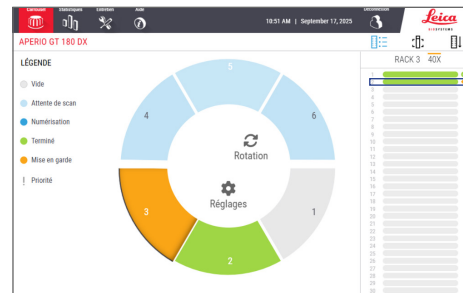 Carrousel Statistiques Entretien Aide Déconnexion
10:51 AM | September 17, 2025
Leica
BIOSYSTEMS
APERIO GT 180 DX
RACK 3 40X
LÉGENDE
Vide
Attente de scan
Numérisation
Terminé
Mise en garde
! Priorité
5
4
6
Rotation
Réglages
3
1
2
1
3
4
5
6
7
8
9
10
11
12
13
14
15
16
17
18
19
20
21
22
23
24
25
26
27
28
29
30